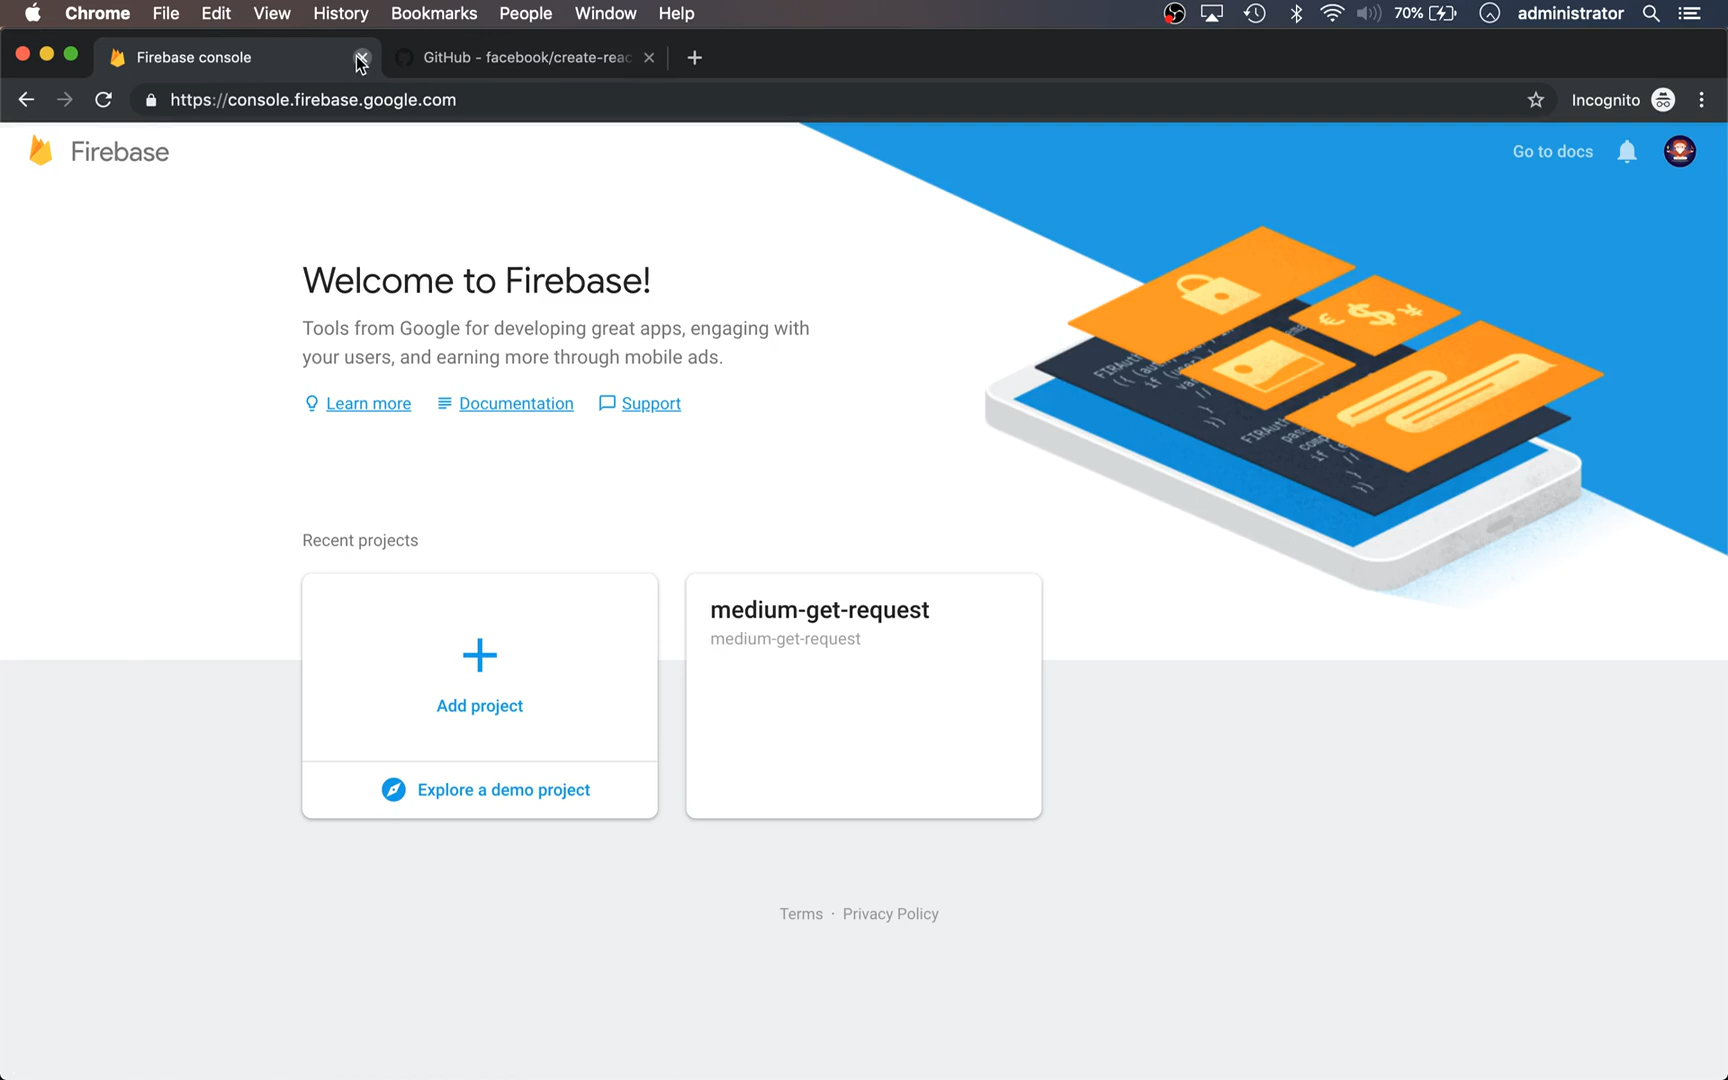 Chrome File Edit View History Bookmarks People Window Help 70% administrator
Firebase console GitHub - facebook/create-reac
https://console.firebase.google.com Incognito
Firebase Go to docs
Welcome to Firebase!
Tools from Google for developing great apps, engaging with
your users, and earning more through mobile ads.
Learn more Documentation Support
Recent projects
Add project
Explore a demo project
medium-get-request
medium-get-request
Terms · Privacy Policy